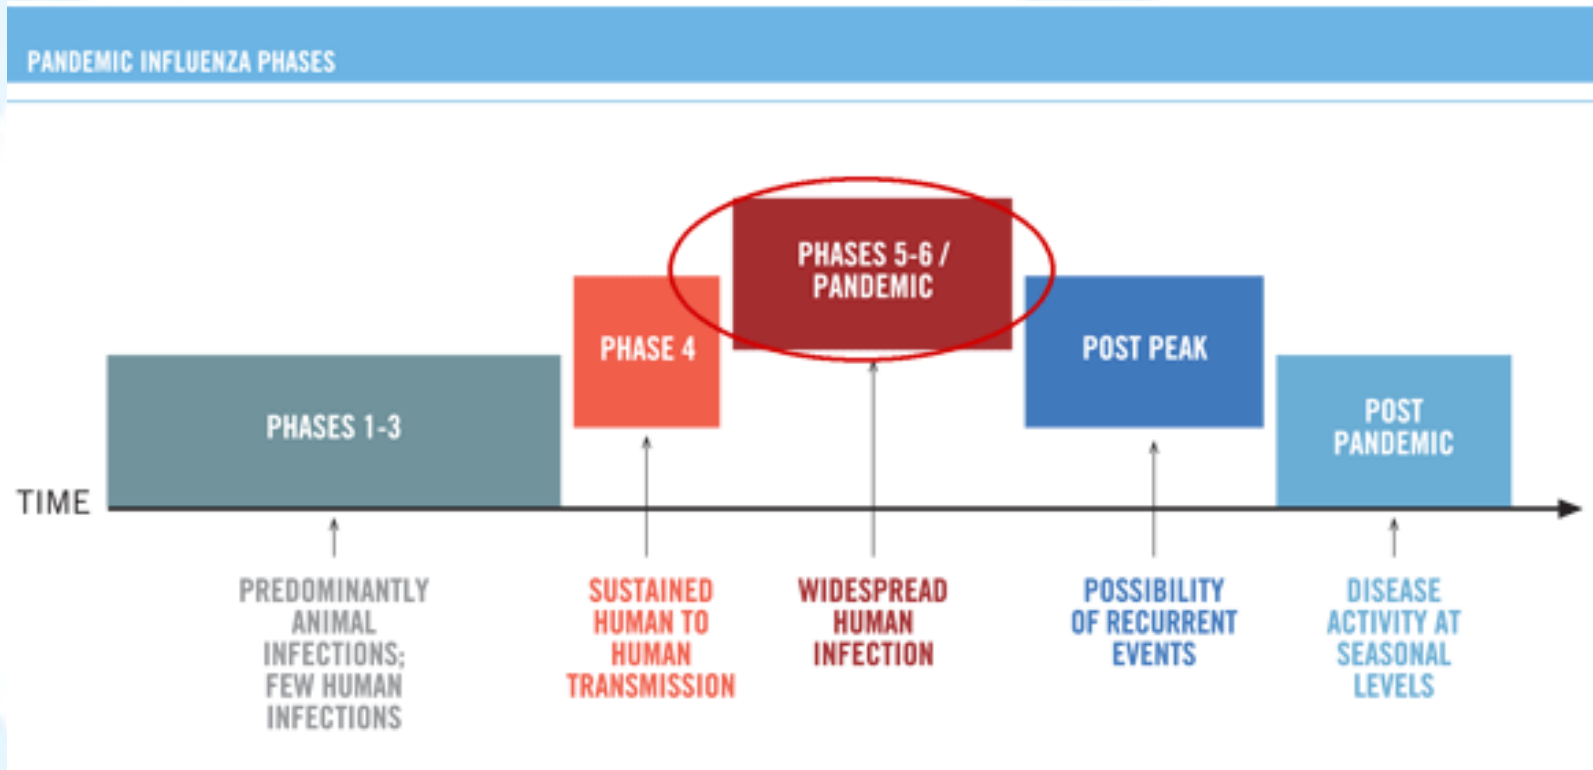 PANDEMIC INFLUENZA PHASES
PHASES 5-6 /
PANDEMIC
PHASE 4
POST PEAK
PHASES 1-3
POST
PANDEMIC
TIME
PREDOMINANTLY
ANIMAL
INFECTIONS;
FEW HUMAN
INFECTIONS
SUSTAINED
HUMAN TO
HUMAN
TRANSMISSION
WIDESPREAD
HUMAN
INFECTION
POSSIBILITY
OF RECURRENT
EVENTS
DISEASE
ACTIVITY AT
SEASONAL
LEVELS